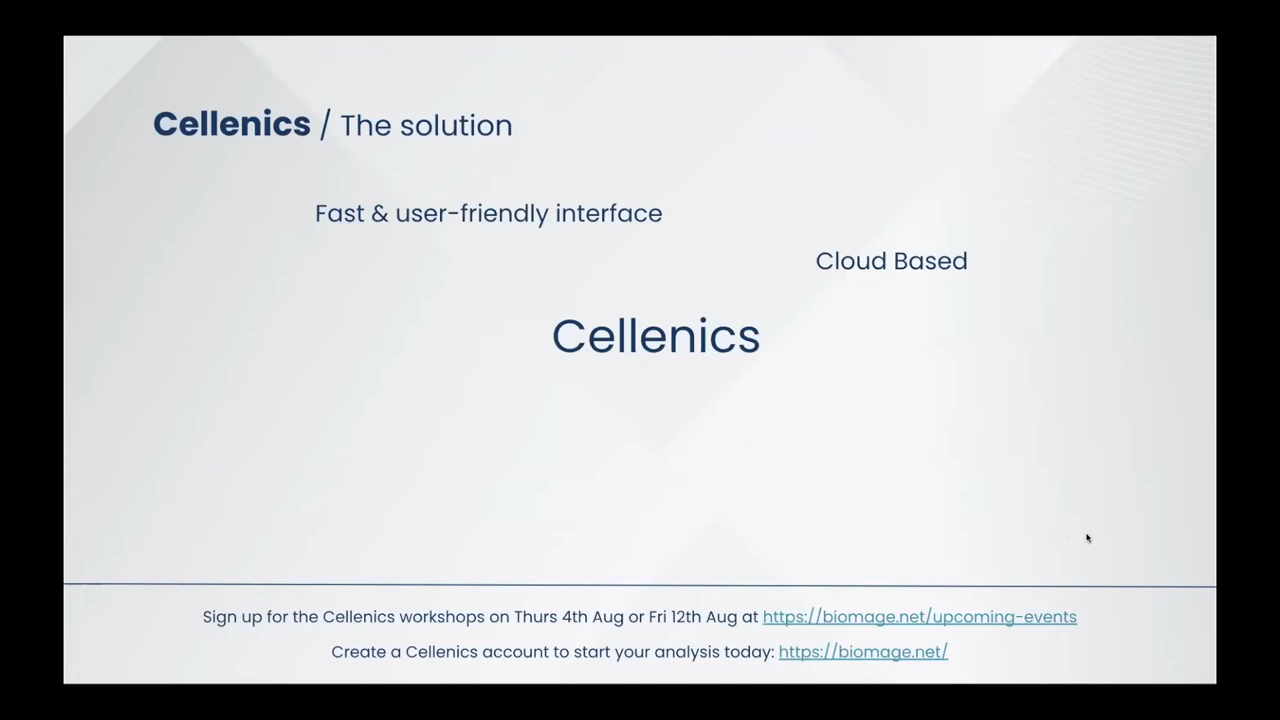 Cellenics / The solution
Fast & user-friendly interface
Cloud Based
Cellenics
Sign up for the Cellenics workshops on Thurs 4th Aug or Fri 12th Aug at https://biomage.net/upcoming-events
Create a Cellenics account to start your analysis today: https://biomage.net/